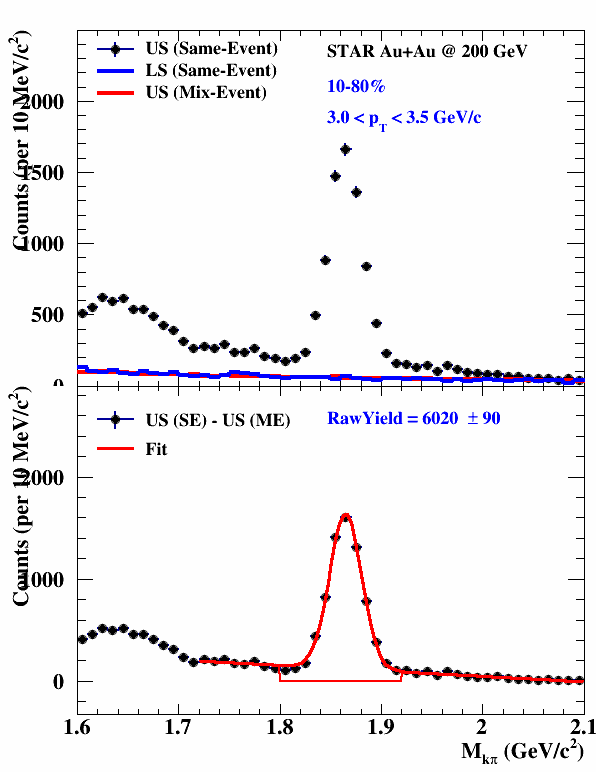 US (Same-Event)
LS (Same-Event)
US (Mix-Event)
STAR Au+Au @ 200 GeV
10-80%
3.0 < p_T < 3.5 GeV/c
Counts (per 10 MeV/c²)
2000
1500
1000
500
0
US (SE) - US (ME)
Fit
RawYield = 6020 ± 90
Counts (per 10 MeV/c²)
2000
1000
0
1.6 1.7 1.8 1.9 2 2.1
M_kπ (GeV/c²)